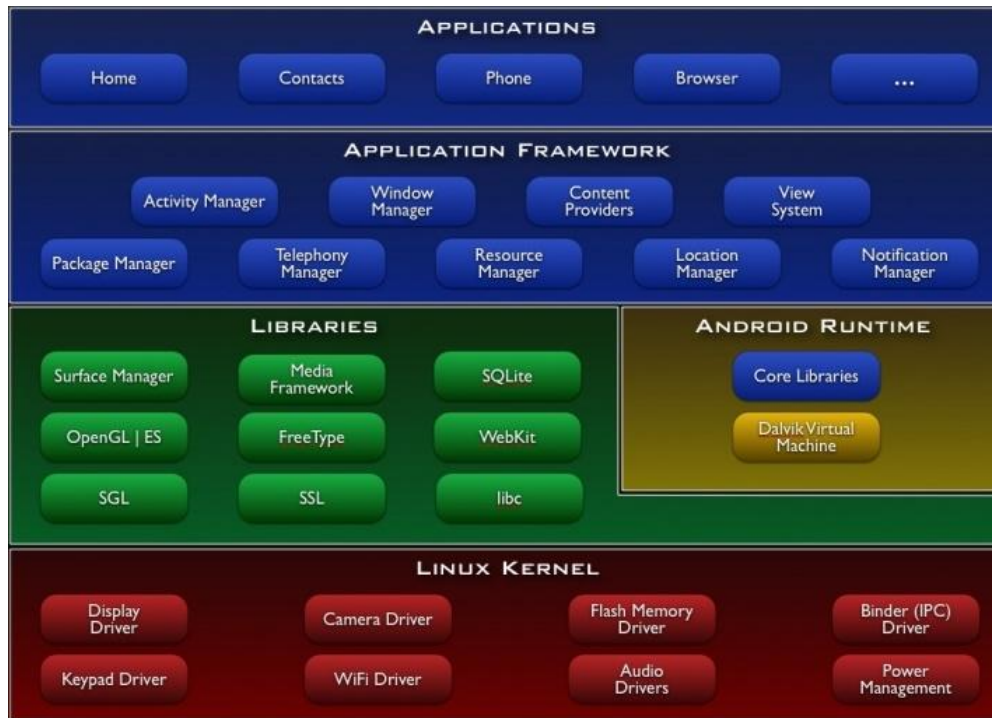 APPLICATIONS
Home
Contacts
Phone
Browser
...
APPLICATION FRAMEWORK
Activity Manager
Window
Manager
Content
Providers
View
System
Package Manager
Telephony
Manager
Resource
Manager
Location
Manager
Notification
Manager
LIBRARIES
Surface Manager
Media
Framework
SQLite
OpenGL | ES
FreeType
WebKit
SGL
SSL
libc
ANDROID RUNTIME
Core Libraries
Dalvik Virtual
Machine
LINUX KERNEL
Display
Driver
Camera Driver
Flash Memory
Driver
Binder (IPC)
Driver
Keypad Driver
WiFi Driver
Audio
Drivers
Power
Management